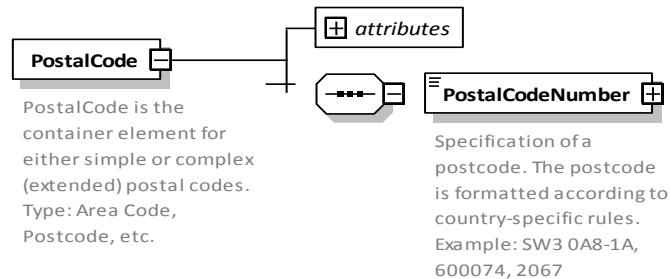 attributes
PostalCode
PostalCode is the
container element for
either simple or complex
(extended) postal codes.
Type: Area Code,
Postcode, etc.
PostalCodeNumber
Specification of a
postcode. The postcode
is formatted according to
country-specific rules.
Example: SW3 0A8-1A,
600074, 2067